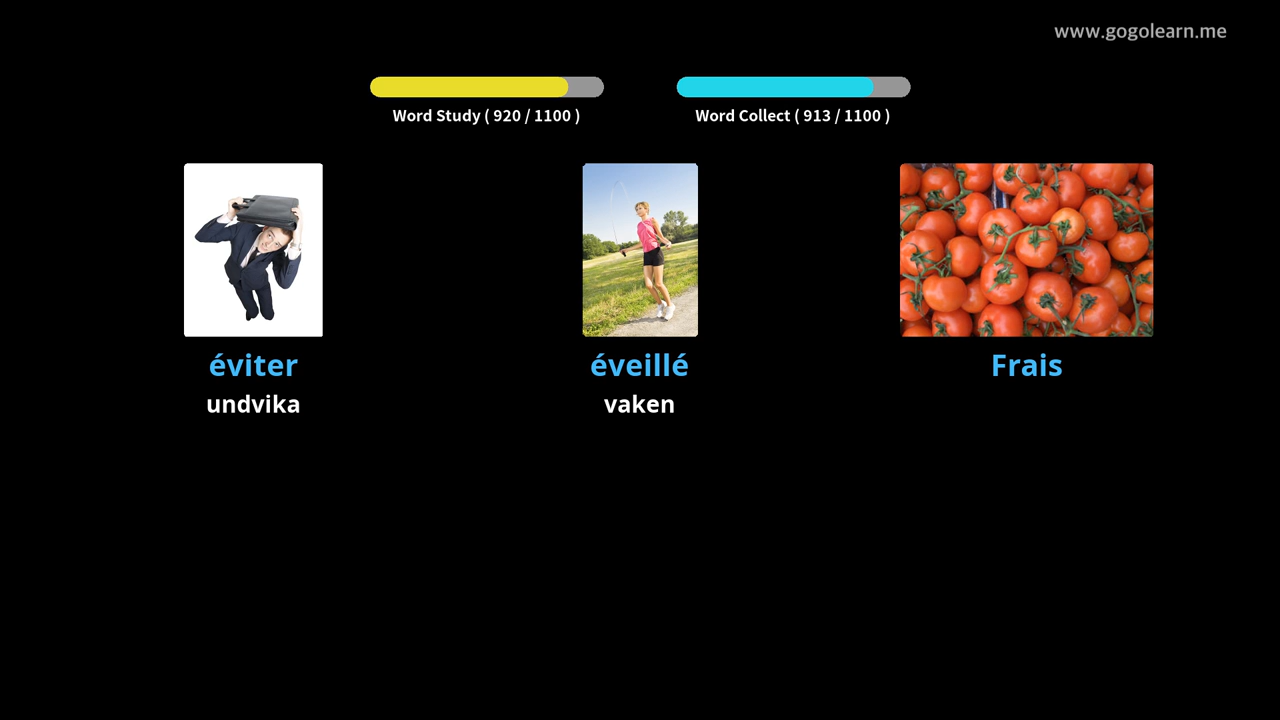 www.gogolearn.me
Word Study ( 920 / 1100 )
Word Collect ( 913 / 1100 )
éviter
undvika
éveillé
vaken
Frais